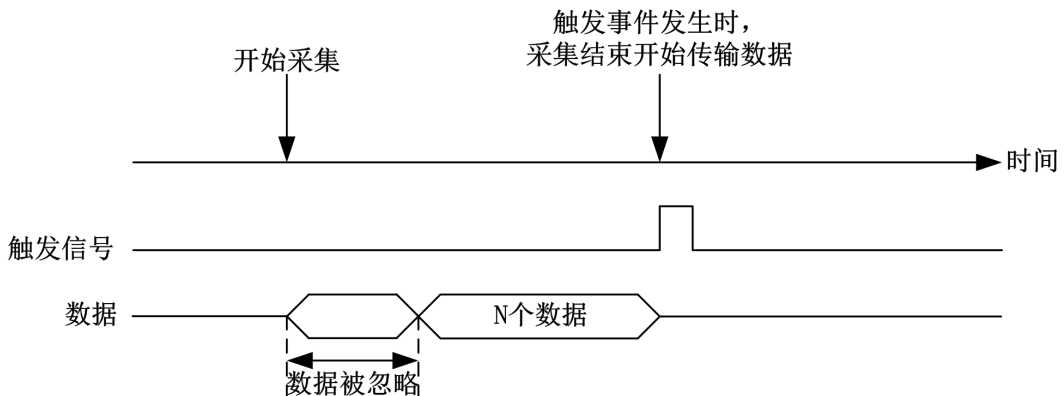 触发事件发生时，
采集结束开始传输数据
开始采集
时间
触发信号
数据
N个数据
数据被忽略